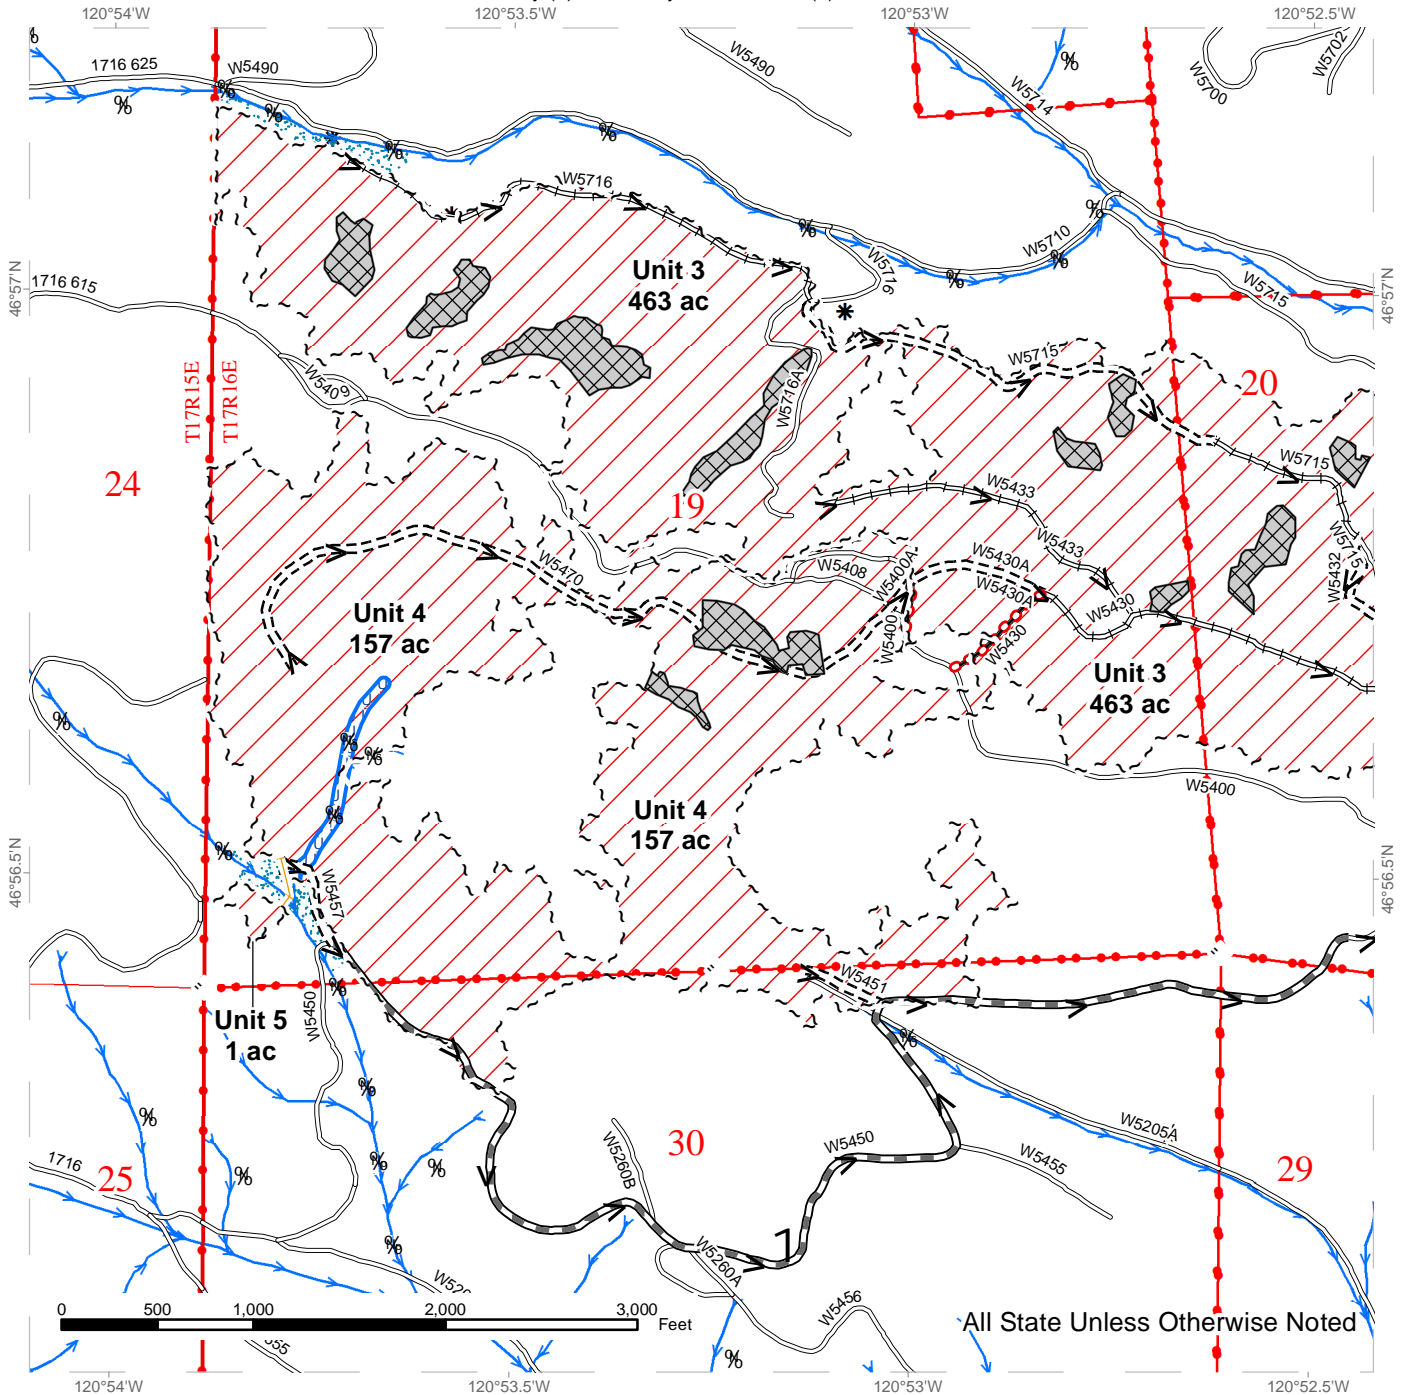 120°54'W
120°53.5'W
120°53'W
120°52.5'W
1716 625
W5490
W5490
W5714
W5700
W5702
W5716
W5716
W5710
W5715
46°57'N
46°57'N
1716 615
Unit 3
463 ac
W5409
W5716A
W5715
T17R15E
T17R16E
20
24
19
W5715
W5433
W5433
W5715
W5432
W5470
W5408
W5400A
W5430A
W5430A
W5430
W5400
W5430
Unit 4
157 ac
Unit 3
463 ac
W5400
Unit 4
157 ac
46°56.5'N
46°56.5'N
W5457
W5451
Unit 5
1 ac
W5450
W5205A
30
W5450
W5455
29
25
1716
W5260B
W5260A
W5456
0 500 1,000 2,000 3,000 Feet
All State Unless Otherwise Noted
120°54'W
120°53.5'W
120°53'W
120°52.5'W